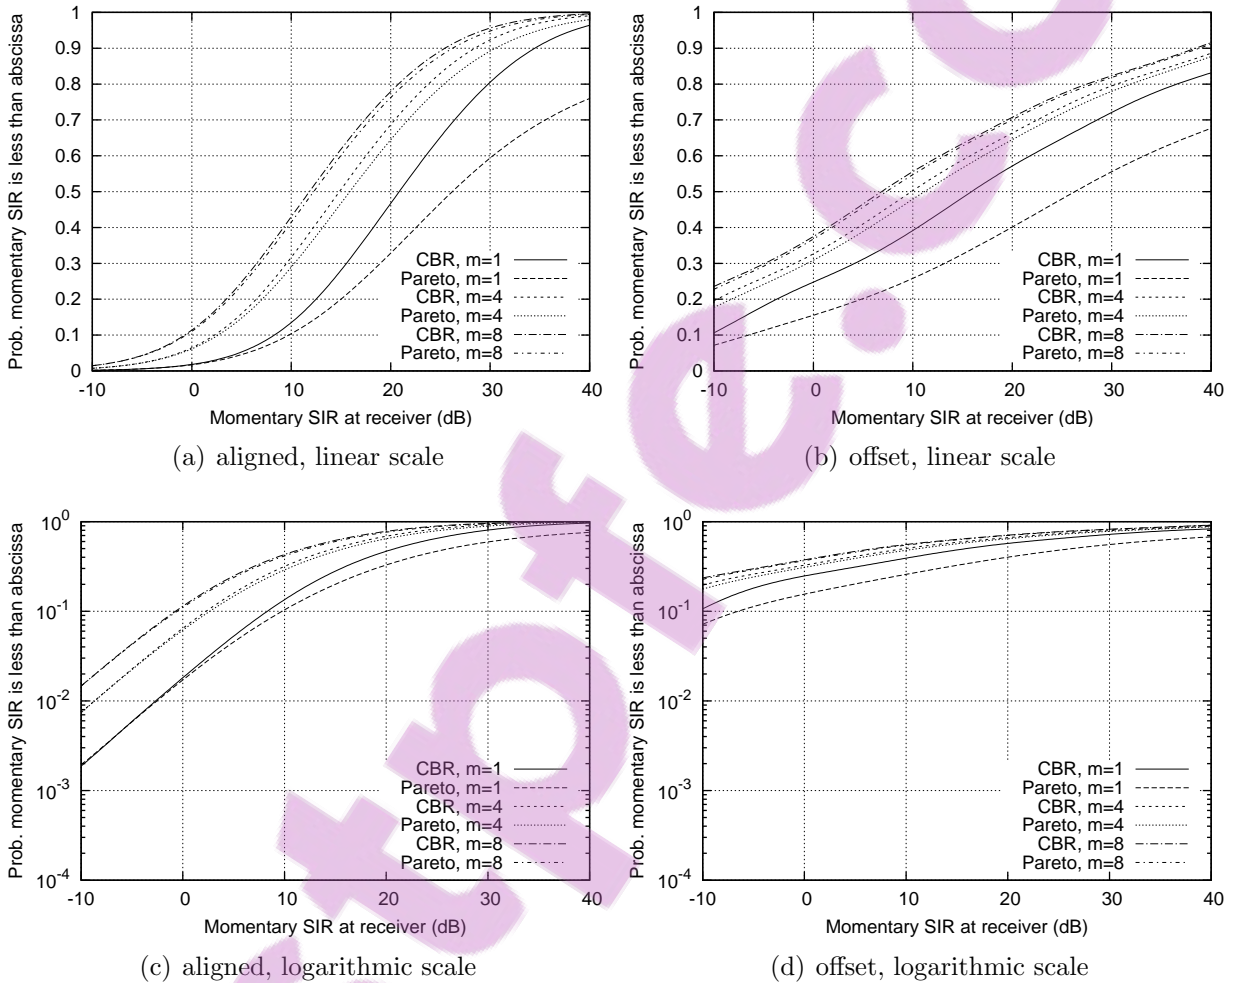 Prob. momentary SIR is less than abscissa
1
0.9
0.8
0.7
0.6
0.5
0.4
0.3
0.2
0.1
0
-10 0 10 20 30 40
CBR, m=1
Pareto, m=1
CBR, m=4
Pareto, m=4
CBR, m=8
Pareto, m=8
Momentary SIR at receiver (dB)
(a) aligned, linear scale
Prob. momentary SIR is less than abscissa
1
0.9
0.8
0.7
0.6
0.5
0.4
0.3
0.2
0.1
0
-10 0 10 20 30 40
CBR, m=1
Pareto, m=1
CBR, m=4
Pareto, m=4
CBR, m=8
Pareto, m=8
Momentary SIR at receiver (dB)
(b) offset, linear scale
Prob. momentary SIR is less than abscissa
10^0
10^-1
10^-2
10^-3
10^-4
-10 0 10 20 30 40
CBR, m=1
Pareto, m=1
CBR, m=4
Pareto, m=4
CBR, m=8
Pareto, m=8
Momentary SIR at receiver (dB)
(c) aligned, logarithmic scale
Prob. momentary SIR is less than abscissa
10^0
10^-1
10^-2
10^-3
10^-4
-10 0 10 20 30 40
CBR, m=1
Pareto, m=1
CBR, m=4
Pareto, m=4
CBR, m=8
Pareto, m=8
Momentary SIR at receiver (dB)
(d) offset, logarithmic scale